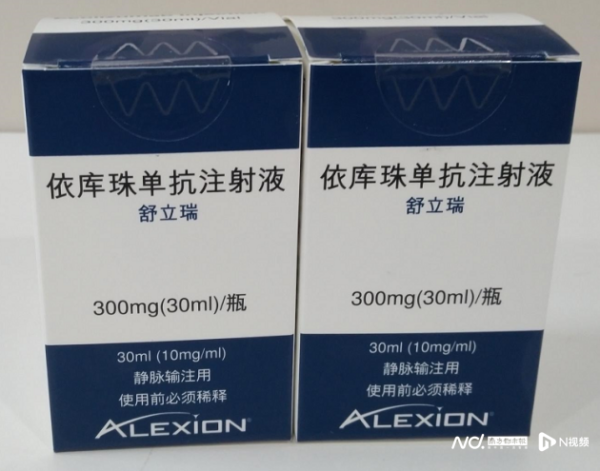 依库珠单抗注射液
舒立瑞
300mg(30ml)/瓶
30ml (10mg/ml)
静脉输注用
使用前必须稀释
ALEXION
依库珠单抗注射液
舒立瑞
300mg(30ml)/瓶
30ml (10mg/ml)
静脉输注用
使用前必须稀释
ALEXION
N视频